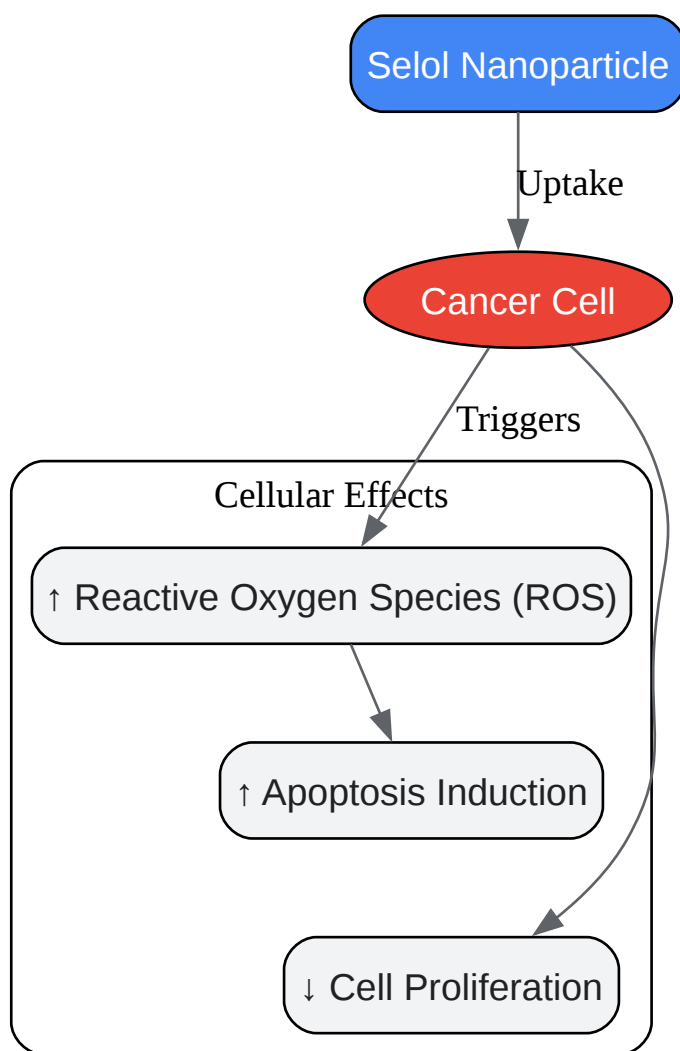 Selol Nanoparticle
Uptake
Cancer Cell
Triggers
Cellular Effects
↑ Reactive Oxygen Species (ROS)
↑ Apoptosis Induction
↓ Cell Proliferation